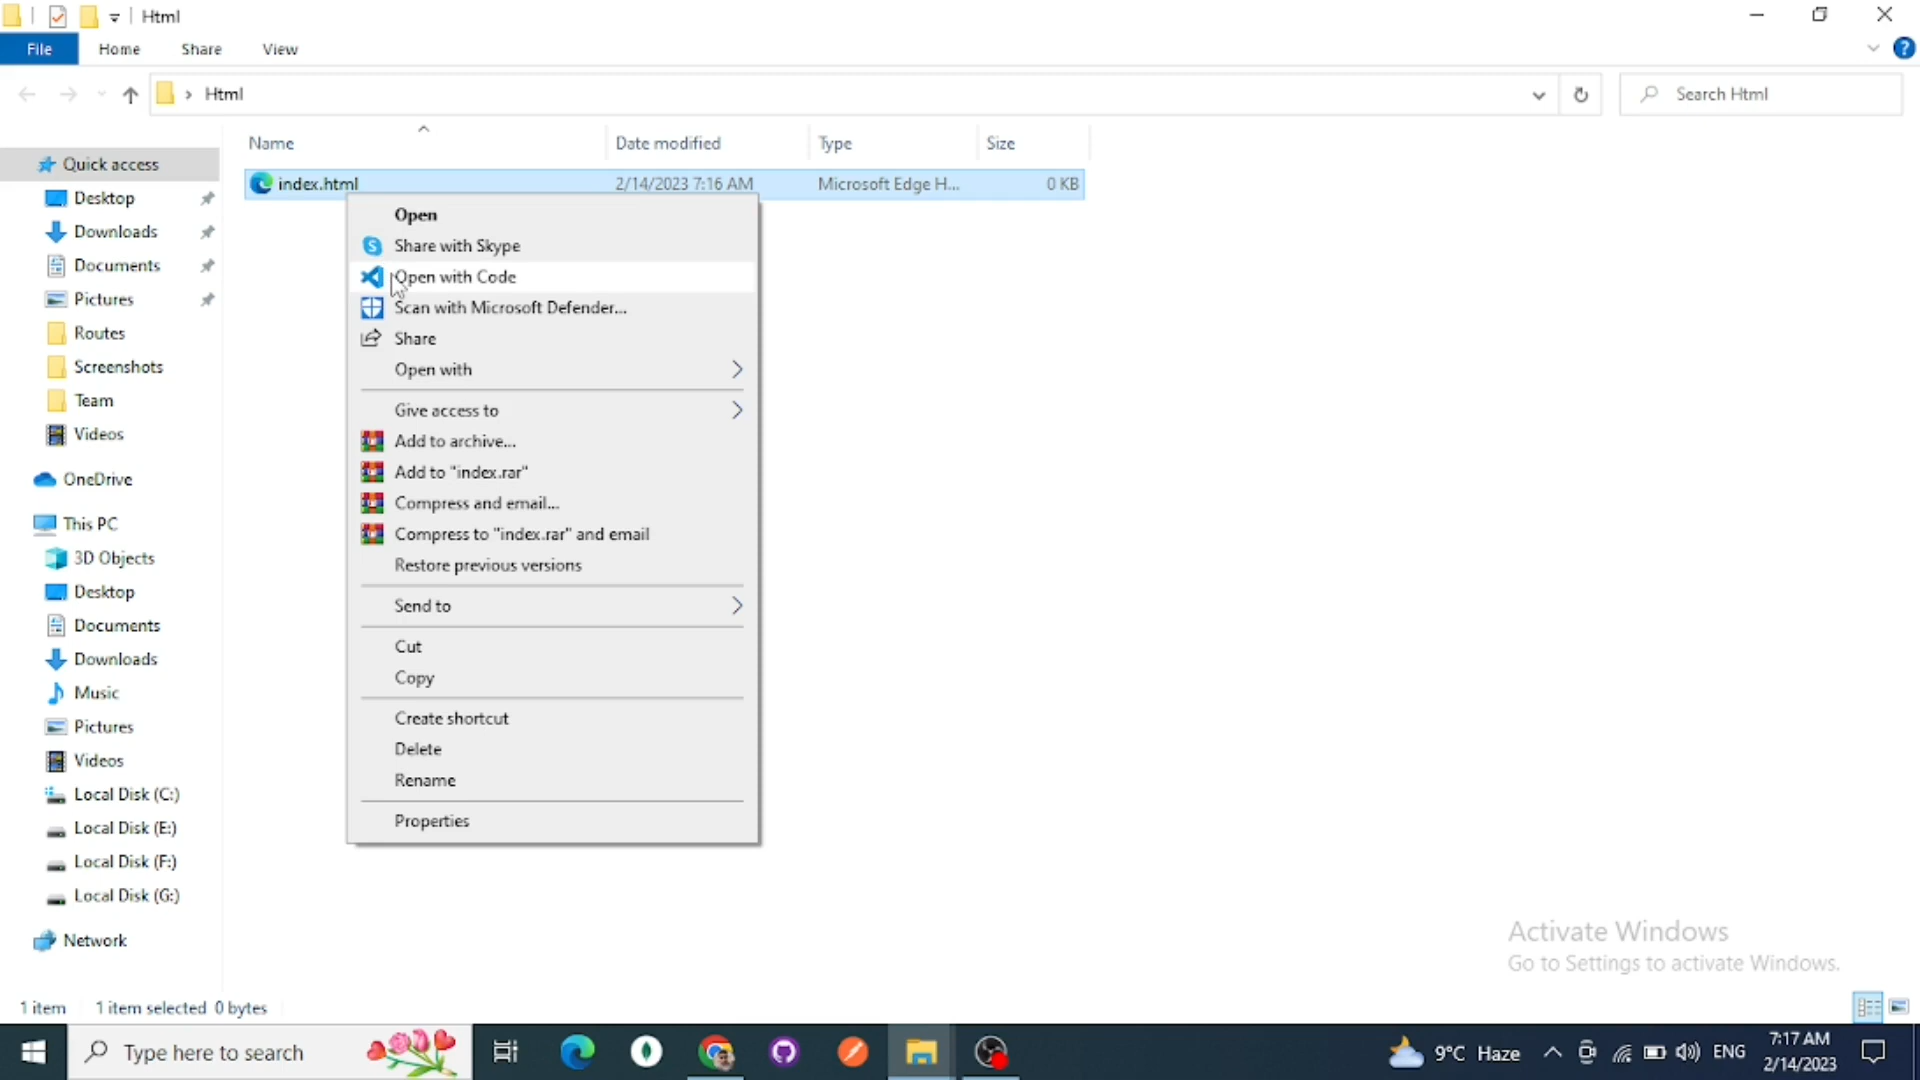 Html
File Home Share View
Html
Search Html
Name Date modified Type Size
Quick access
index.html 2/14/2023 7:16 AM Microsoft Edge H... 0 KB
Desktop
Downloads
Documents
Pictures
Routes
Screenshots
Team
Videos
OneDrive
This PC
3D Objects
Desktop
Documents
Downloads
Music
Pictures
Videos
Local Disk (C:)
Local Disk (E:)
Local Disk (F:)
Local Disk (G:)
Network
Open
Share with Skype
Open with Code
Scan with Microsoft Defender...
Share
Open with
Give access to
Add to archive...
Add to "index.rar"
Compress and email...
Compress to "index.rar" and email
Restore previous versions
Send to
Cut
Copy
Create shortcut
Delete
Rename
Properties
Activate Windows
Go to Settings to activate Windows.
1 item 1 item selected 0 bytes
Type here to search
9°C Haze
ENG
7:17 AM
2/14/2023